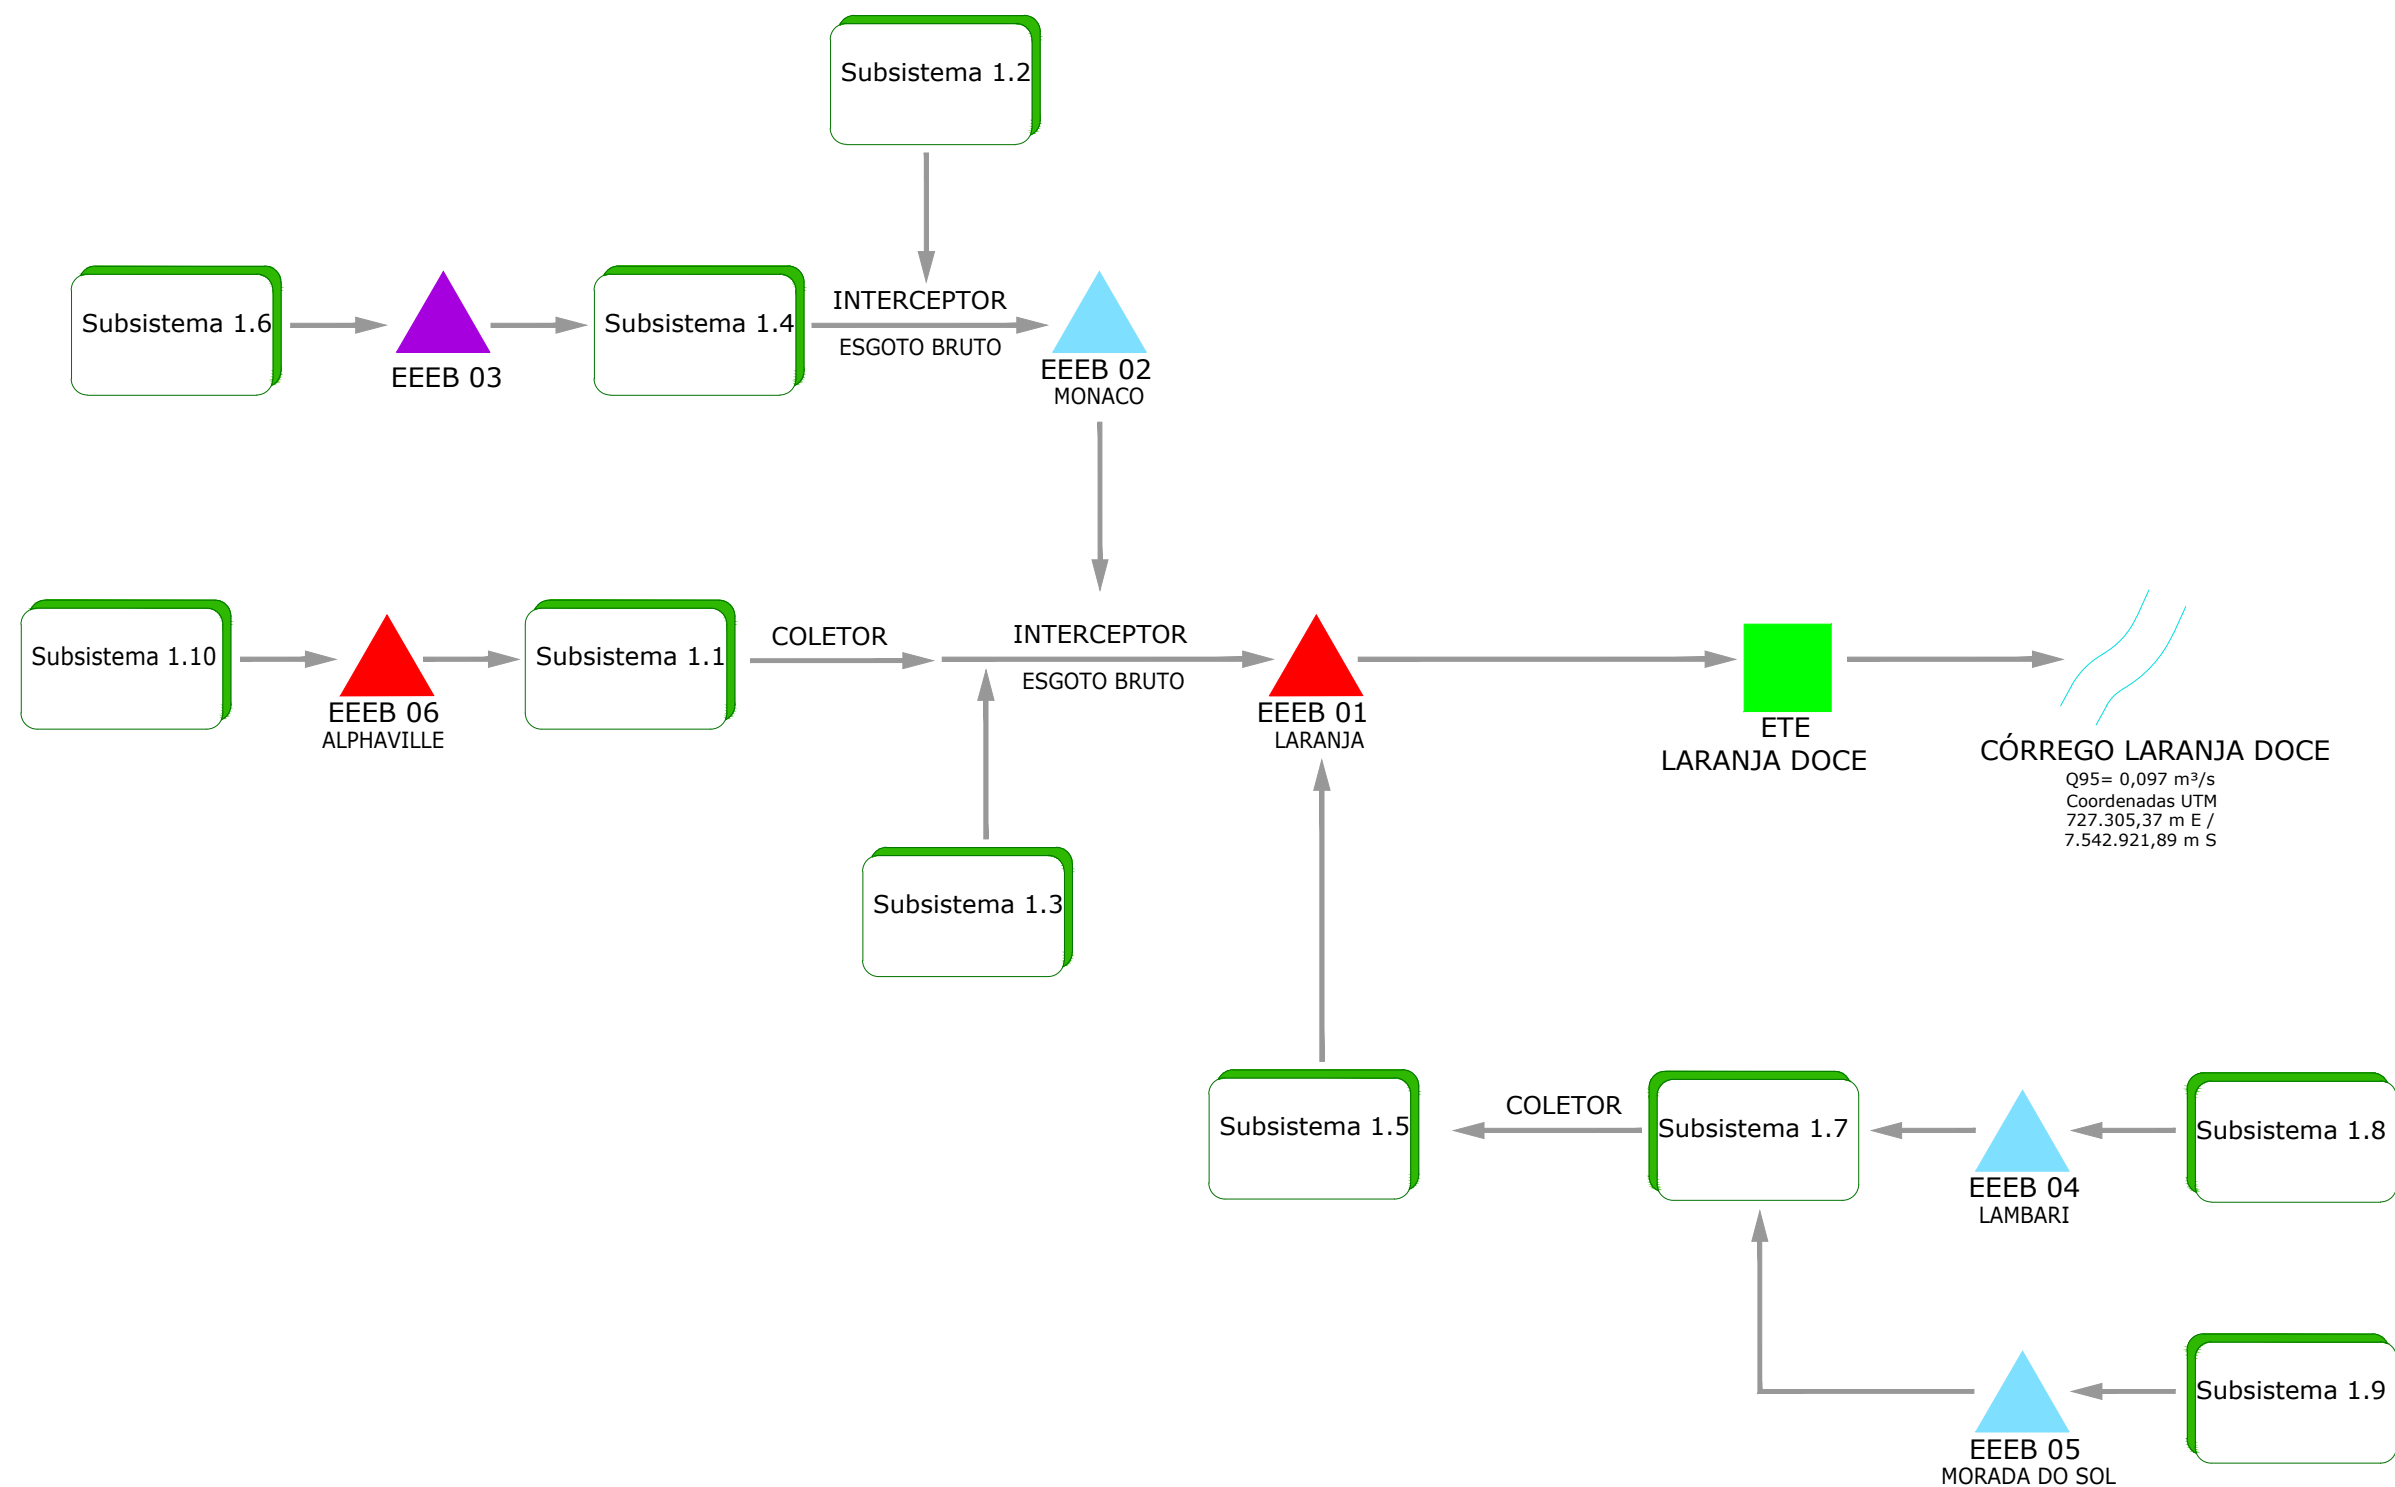 Subsistema 1.2
Subsistema 1.6
EEEB 03
Subsistema 1.4
INTERCEPTOR
ESGOTO BRUTO
EEEB 02
MONACO
Subsistema 1.10
EEEB 06
ALPHAVILLE
Subsistema 1.1
COLETOR
INTERCEPTOR
ESGOTO BRUTO
EEEB 01
LARANJA
ETE
LARANJA DOCE
CÓRREGO LARANJA DOCE
Q95= 0,097 m³/s
Coordenadas UTM
727.305,37 m E /
7.542.921,89 m S
Subsistema 1.3
Subsistema 1.5
COLETOR
Subsistema 1.7
EEEB 04
LAMBARI
Subsistema 1.8
EEEB 05
MORADA DO SOL
Subsistema 1.9